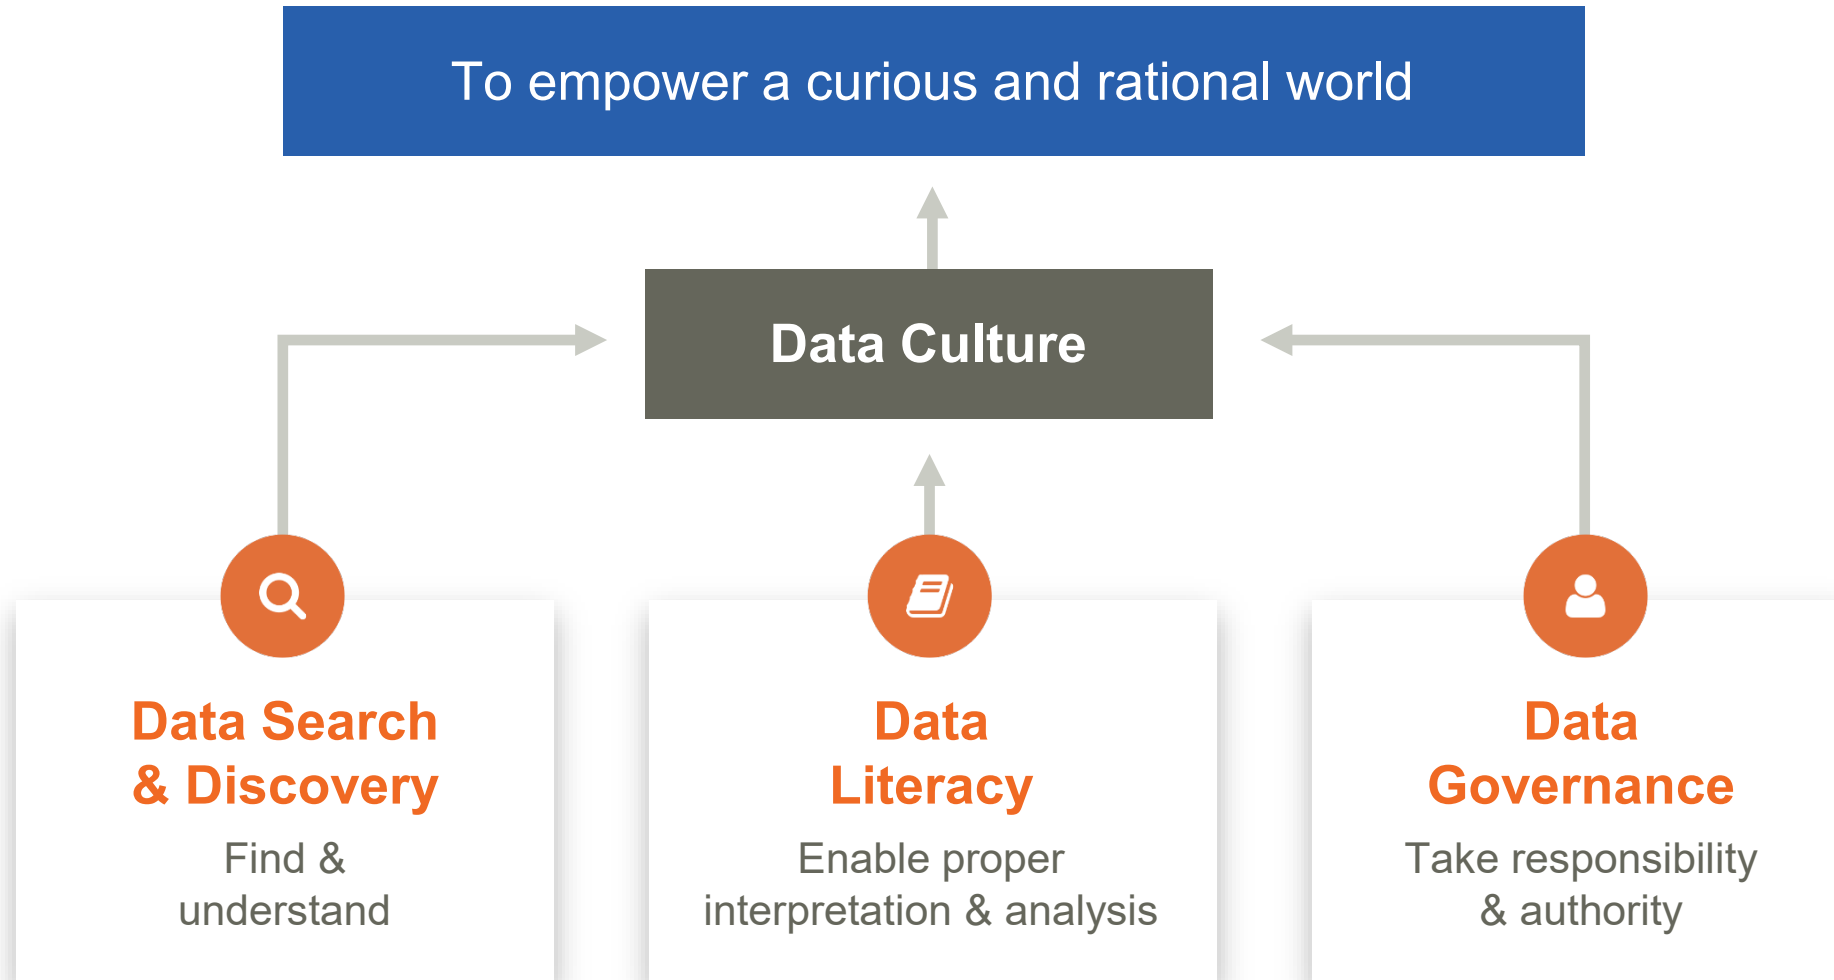 To empower a curious and rational world
Data Culture
Data Search
& Discovery
Find &
understand
Data
Literacy
Enable proper
interpretation & analysis
Data
Governance
Take responsibility
& authority